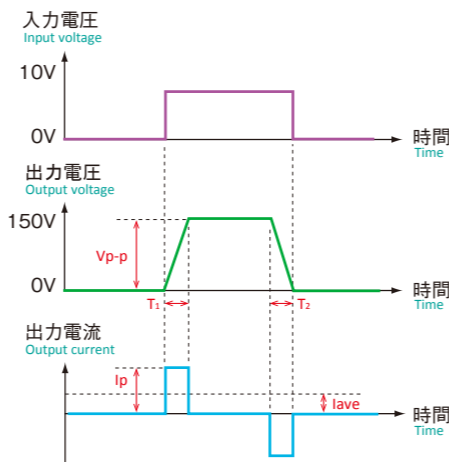 入力電圧
Input voltage
10V
0V
時間
Time
出力電圧
Output voltage
150V
Vp-p
0V
T₁
T₂
時間
Time
出力電流
Output current
Ip
Iave
時間
Time